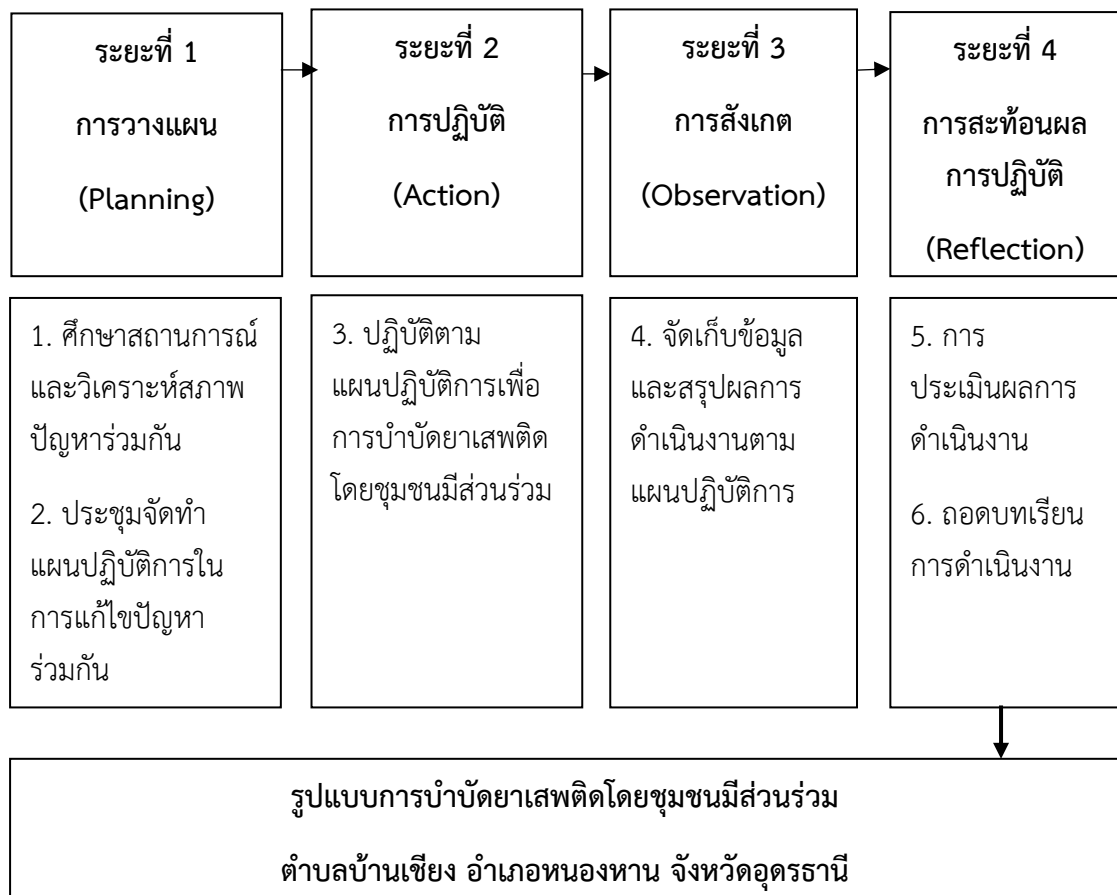 ระยะที่ 1
การวางแผน
(Planning)
ระยะที่ 2
การปฏิบัติ
(Action)
ระยะที่ 3
การสังเกต
(Observation)
ระยะที่ 4
การสะท้อนผล
การปฏิบัติ
(Reflection)
1. ศึกษาสถานการณ์
และวิเคราะห์สภาพ
ปัญหาร่วมกัน
2. ประชุมจัดทำ
แผนปฏิบัติการใน
การแก้ไขปัญหา
ร่วมกัน
3. ปฏิบัติตาม
แผนปฏิบัติการเพื่อ
การบำบัดยาเสพติด
โดยชุมชนมีส่วนร่วม
4. จัดเก็บข้อมูล
และสรุปผลการ
ดำเนินงานตาม
แผนปฏิบัติการ
5. การ
ประเมินผลการ
ดำเนินงาน
6. ถอดบทเรียน
การดำเนินงาน
รูปแบบการบำบัดยาเสพติดโดยชุมชนมีส่วนร่วม
ตำบลบ้านเชียง อำเภอหนองหาน จังหวัดอุดรธานี